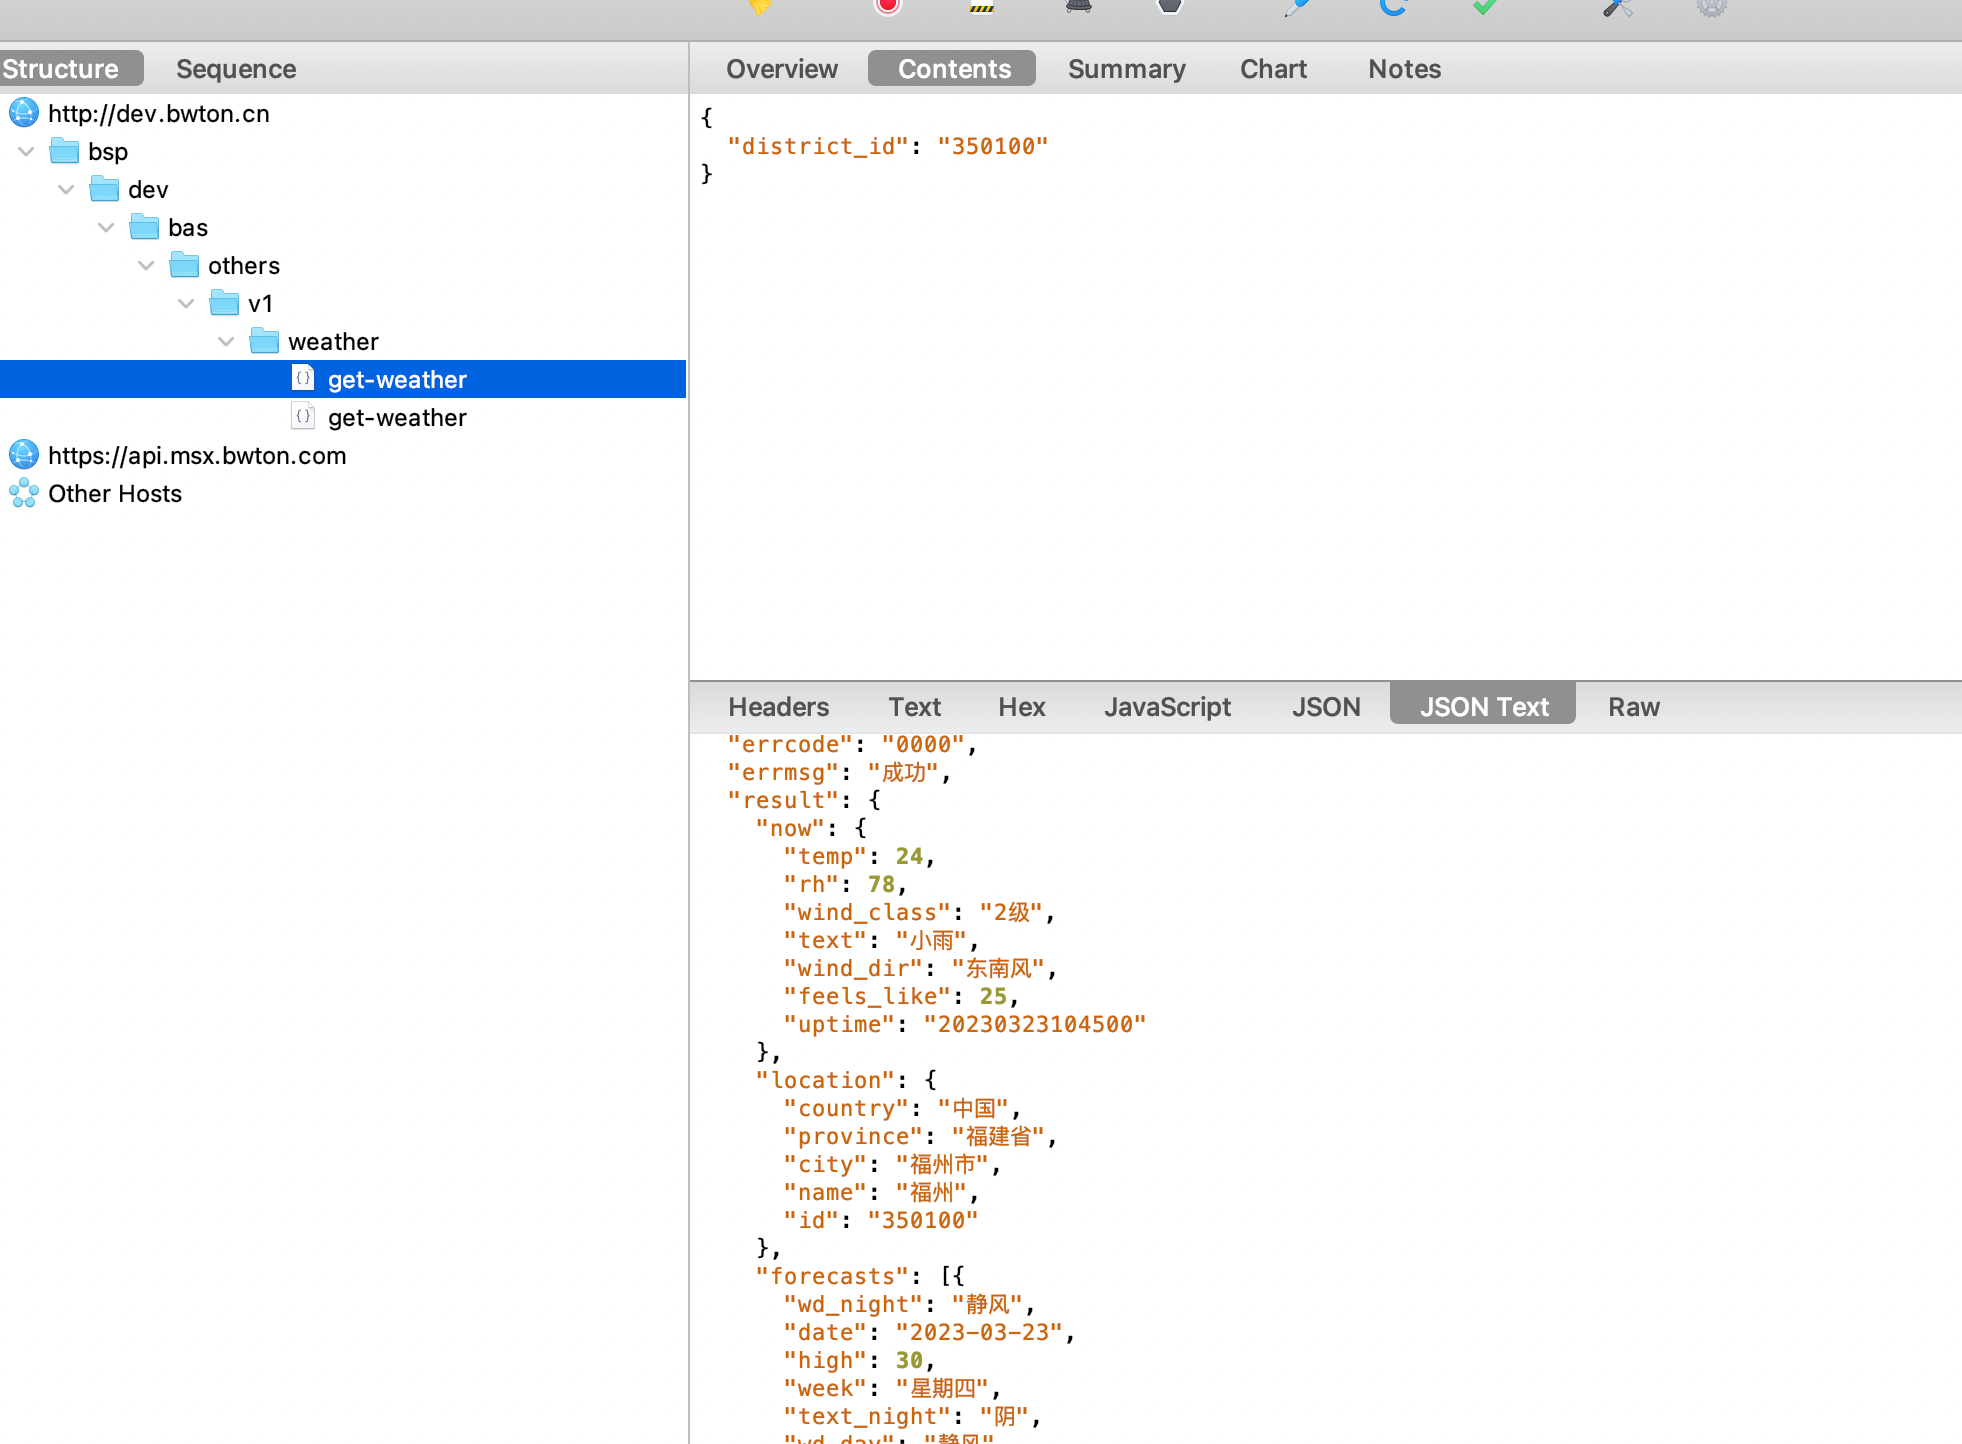 Structure
Sequence
http://dev.bwton.cn
bsp
dev
bas
others
v1
weather
get-weather
get-weather
https://api.msx.bwton.com
Other Hosts
Overview
Contents
Summary
Chart
Notes
{
"district_id": "350100"
}
Headers
Text
Hex
JavaScript
JSON
JSON Text
Raw
"errcode": "0000",
"errmsg": "成功",
"result": {
"now": {
"temp": 24,
"rh": 78,
"wind_class": "2级",
"text": "小雨",
"wind_dir": "东南风",
"feels_like": 25,
"uptime": "20230323104500"
},
"location": {
"country": "中国",
"province": "福建省",
"city": "福州市",
"name": "福州",
"id": "350100"
},
"forecasts": [{
"wd_night": "静风",
"date": "2023-03-23",
"high": 30,
"week": "星期四",
"text_night": "阴",
"wd_day": "静风"